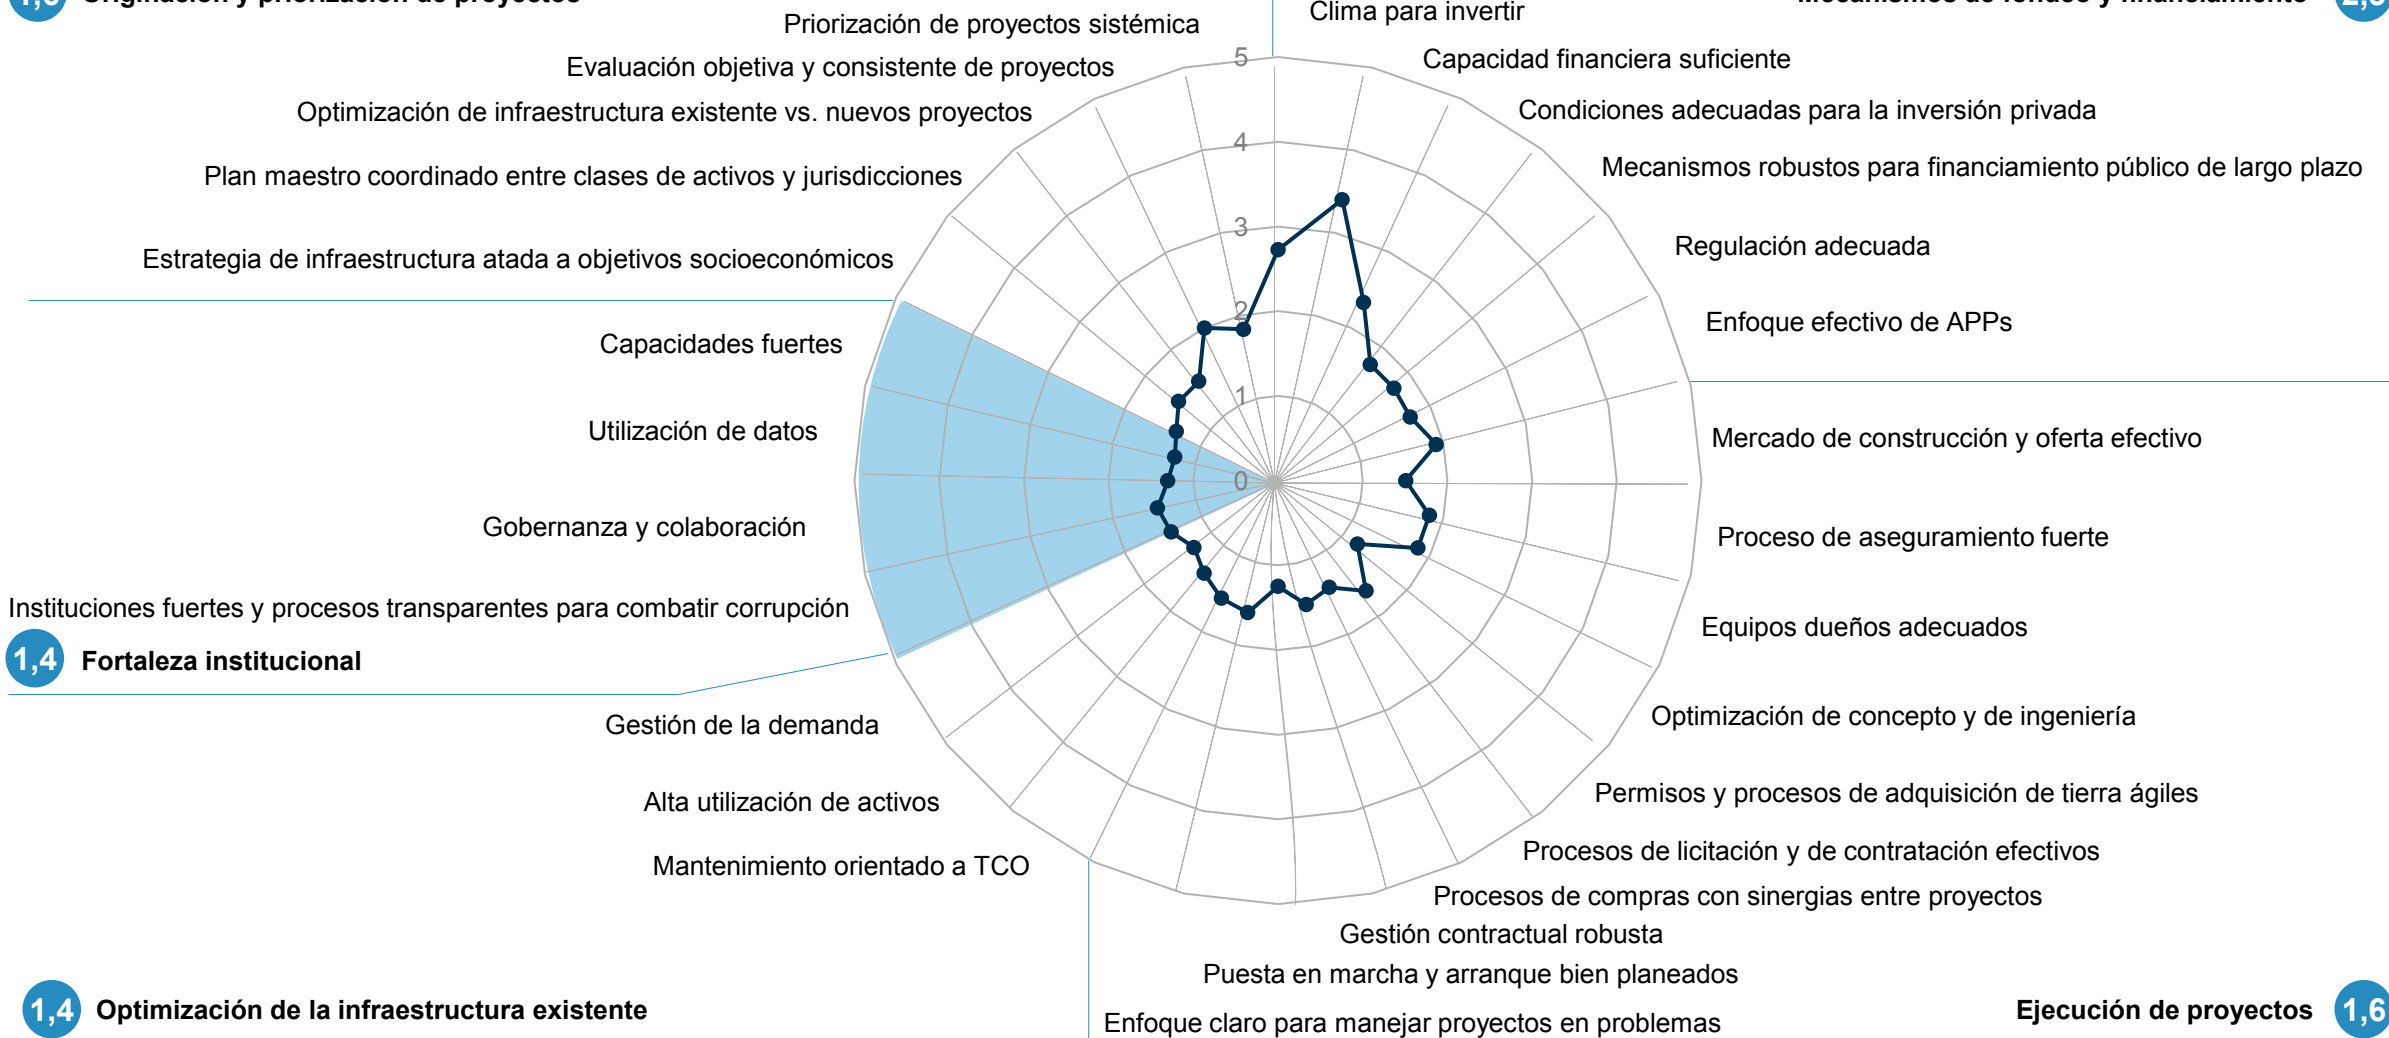 Clima para invertir
Priorización de proyectos sistémica
Evaluación objetiva y consistente de proyectos
Optimización de infraestructura existente vs. nuevos proyectos
Plan maestro coordinado entre clases de activos y jurisdicciones
Estrategia de infraestructura atada a objetivos socioeconómicos
Capacidad financiera suficiente
Condiciones adecuadas para la inversión privada
Mecanismos robustos para financiamiento público de largo plazo
Regulación adecuada
Enfoque efectivo de APPs
5
4
3
2
1
0
Capacidades fuertes
Utilización de datos
Gobernanza y colaboración
Instituciones fuertes y procesos transparentes para combatir corrupción
1,4 Fortaleza institucional
Mercado de construcción y oferta efectivo
Proceso de aseguramiento fuerte
Equipos dueños adecuados
Optimización de concepto y de ingeniería
Permisos y procesos de adquisición de tierra ágiles
Procesos de licitación y de contratación efectivos
Procesos de compras con sinergias entre proyectos
Gestión contractual robusta
Puesta en marcha y arranque bien planeados
Enfoque claro para manejar proyectos en problemas
Gestión de la demanda
Alta utilización de activos
Mantenimiento orientado a TCO
1,4 Optimización de la infraestructura existente
Ejecución de proyectos 1,6